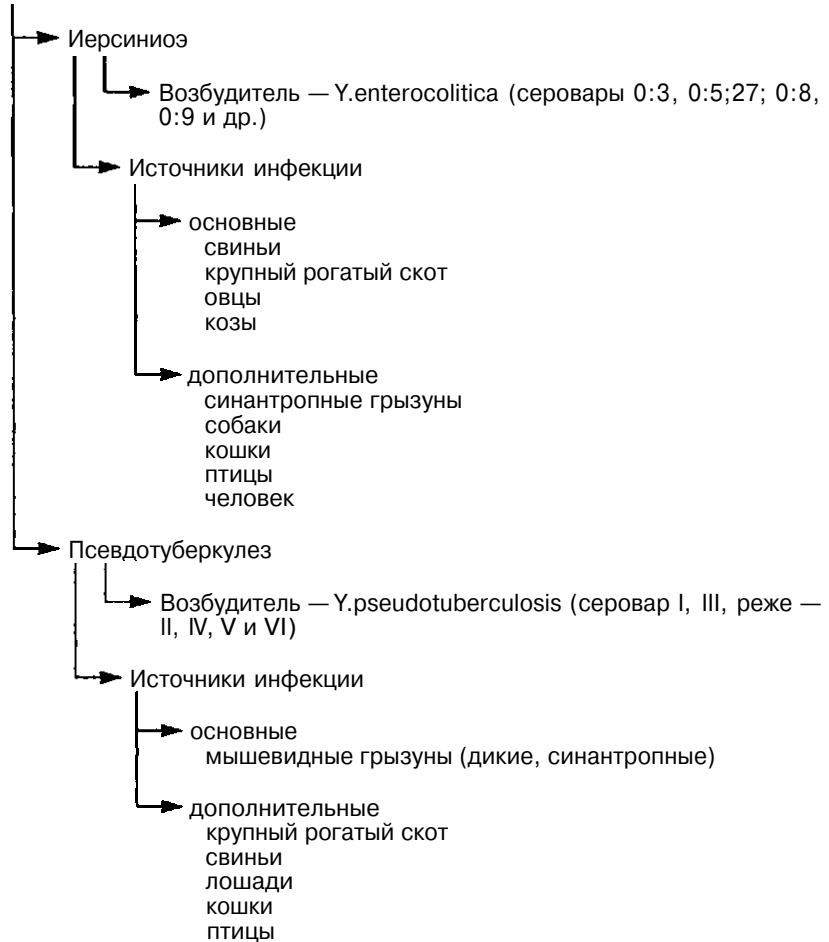 Иерсиниоэ
Возбудитель — Y.enterocolitica (серовары 0:3, 0:5;27; 0:8,
0:9 и др.)
Источники инфекции
основные
свиньи
крупный рогатый скот
овцы
козы
дополнительные
синантропные грызуны
собаки
кошки
птицы
человек
Псевдотуберкулез
Возбудитель — Y.pseudotuberculosis (серовар I, III, реже —
II, IV, V и VI)
Источники инфекции
основные
мышевидные грызуны (дикие, синантропные)
дополнительные
крупный рогатый скот
свиньи
лошади
кошки
птицы